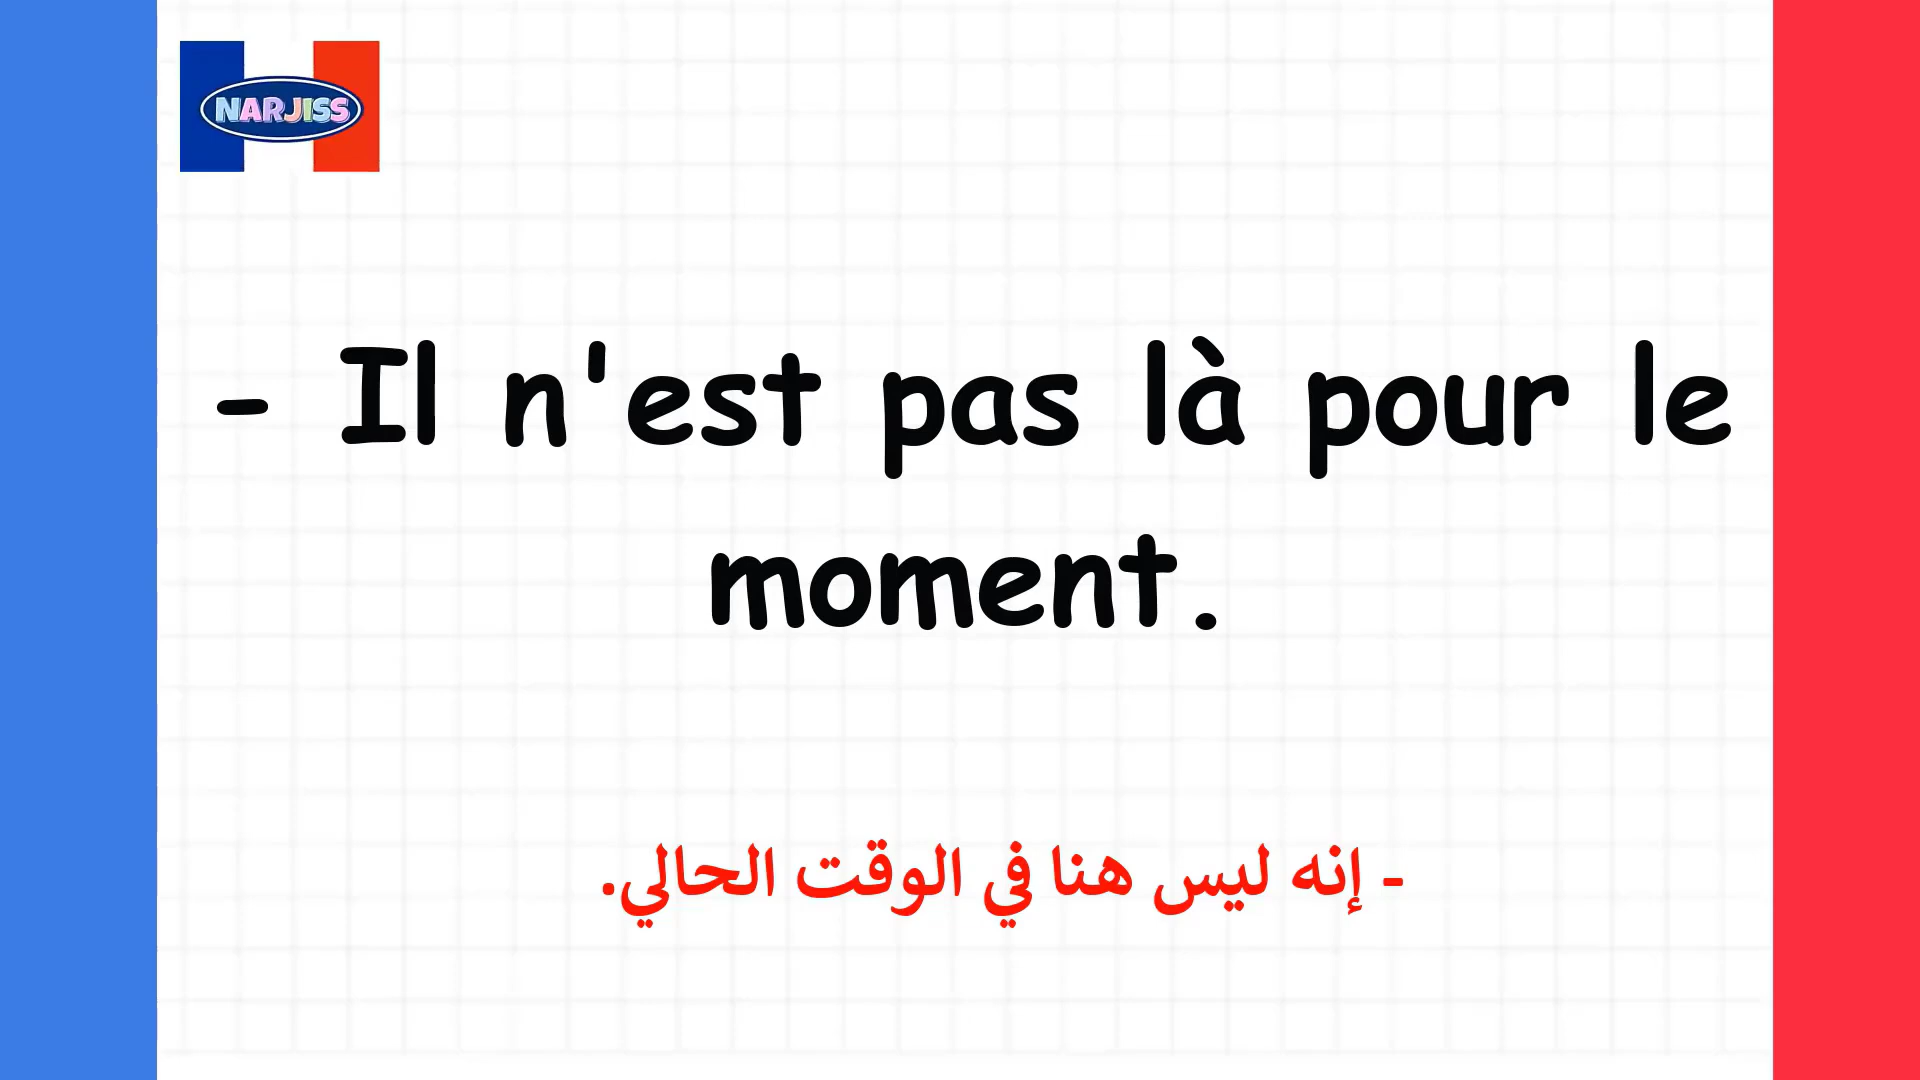 NARJISS
- Il n'est pas là pour le
moment.
- إنه ليس هنا في الوقت الحالي.